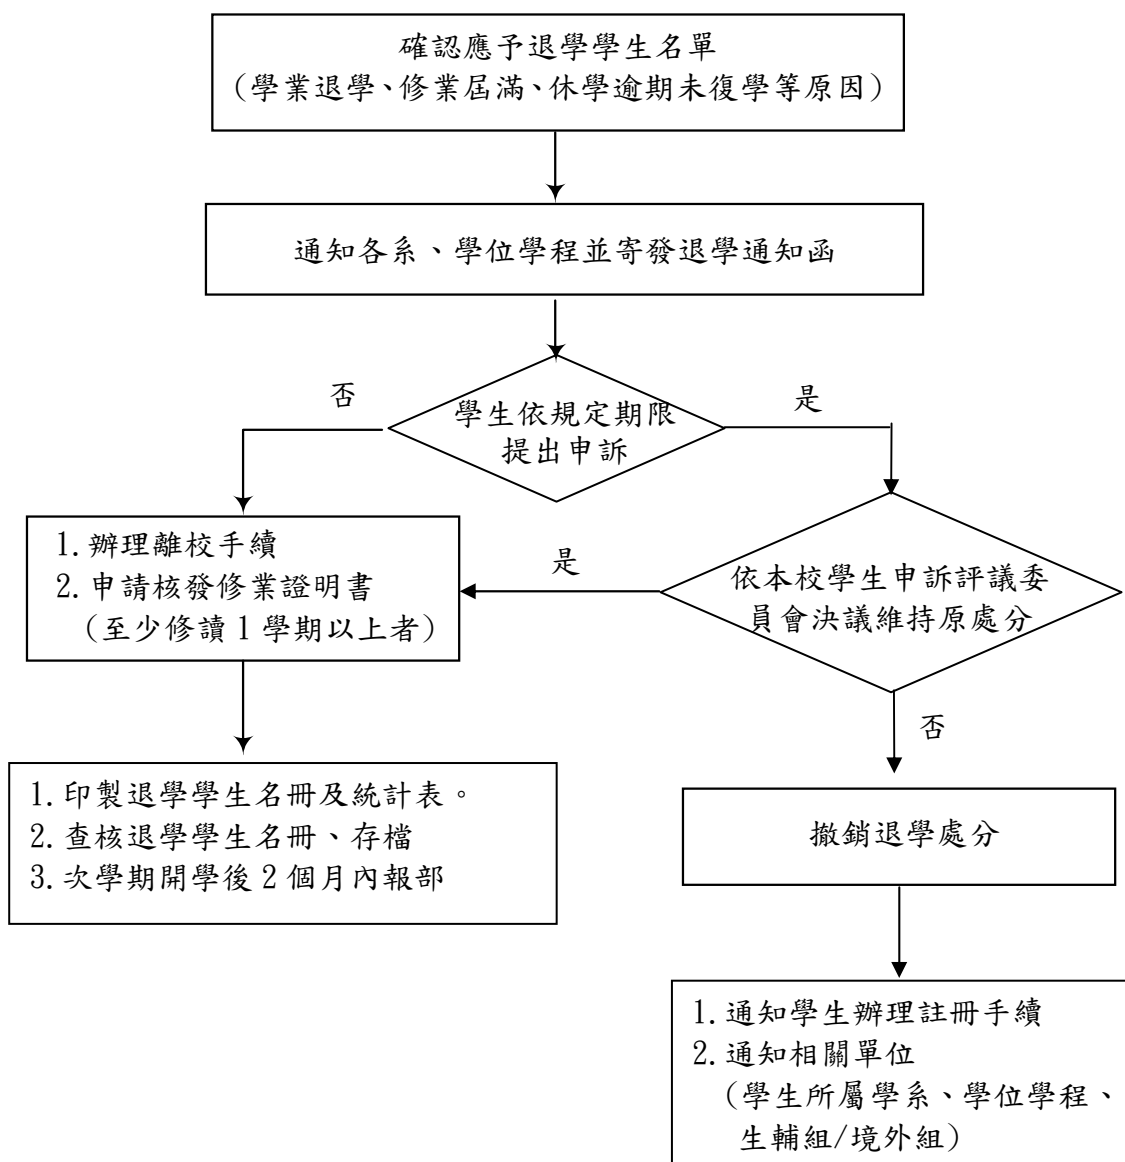 確認應予退學學生名單
(學業退學、修業屆滿、休學逾期未復學等原因)
通知各系、學位學程並寄發退學通知函
否
是
學生依規定期限
提出申訴
1.辦理離校手續
2.申請核發修業證明書
(至少修讀1學期以上者)
是
依本校學生申訴評議委
員會決議維持原處分
否
1.印製退學學生名冊及統計表。
2.查核退學學生名冊、存檔
3.次學期開學後2個月內報部
撤銷退學處分
1.通知學生辦理註冊手續
2.通知相關單位
(學生所屬學系、學位學程、
生輔組/境外組)